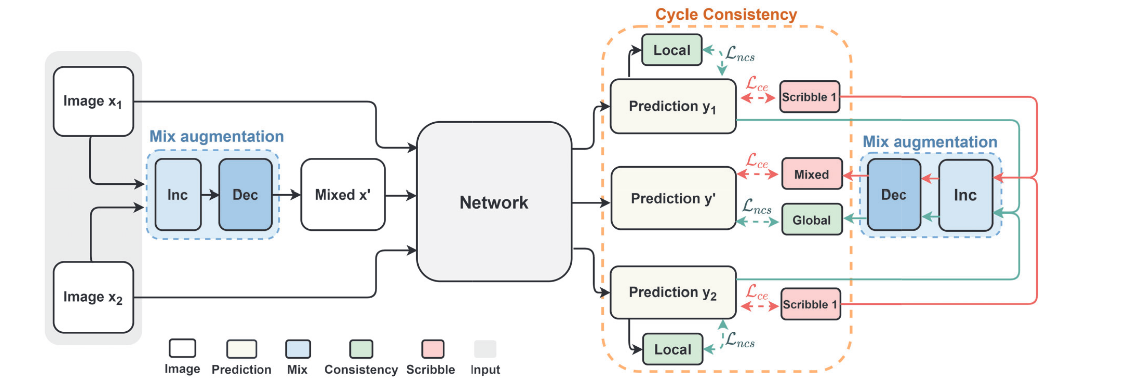 Cycle Consistency
Local
ℒncs
Image x1
ℒce
Scribble 1
Prediction y1
Mix augmentation
Mix augmentation
Inc
Dec
Mixed x'
Network
Prediction y'
ℒce
Mixed
ℒncs
Global
Dec
Inc
Image x2
Prediction y2
ℒce
Scribble 1
Local
ℒncs
Image
Prediction
Mix
Consistency
Scribble
Input